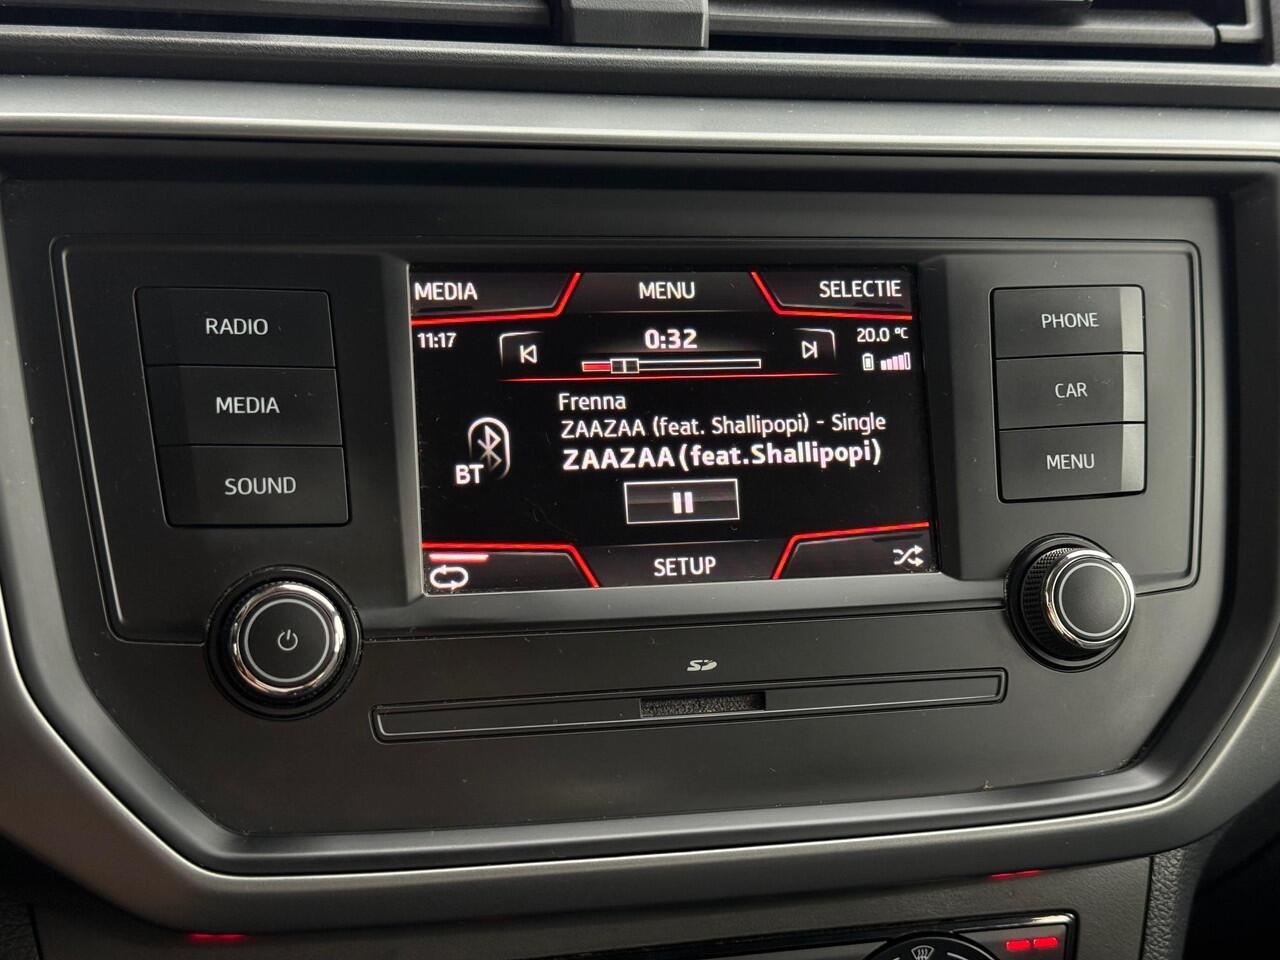 MEDIA MENU SELECTIE
11:17 0:32 20.0 °C
Frenna
ZAAZAA (feat. Shallipopi) - Single
ZAAZAA(feat.Shallipopi)
BT
SETUP
RADIO
MEDIA
SOUND
PHONE
CAR
MENU
SD